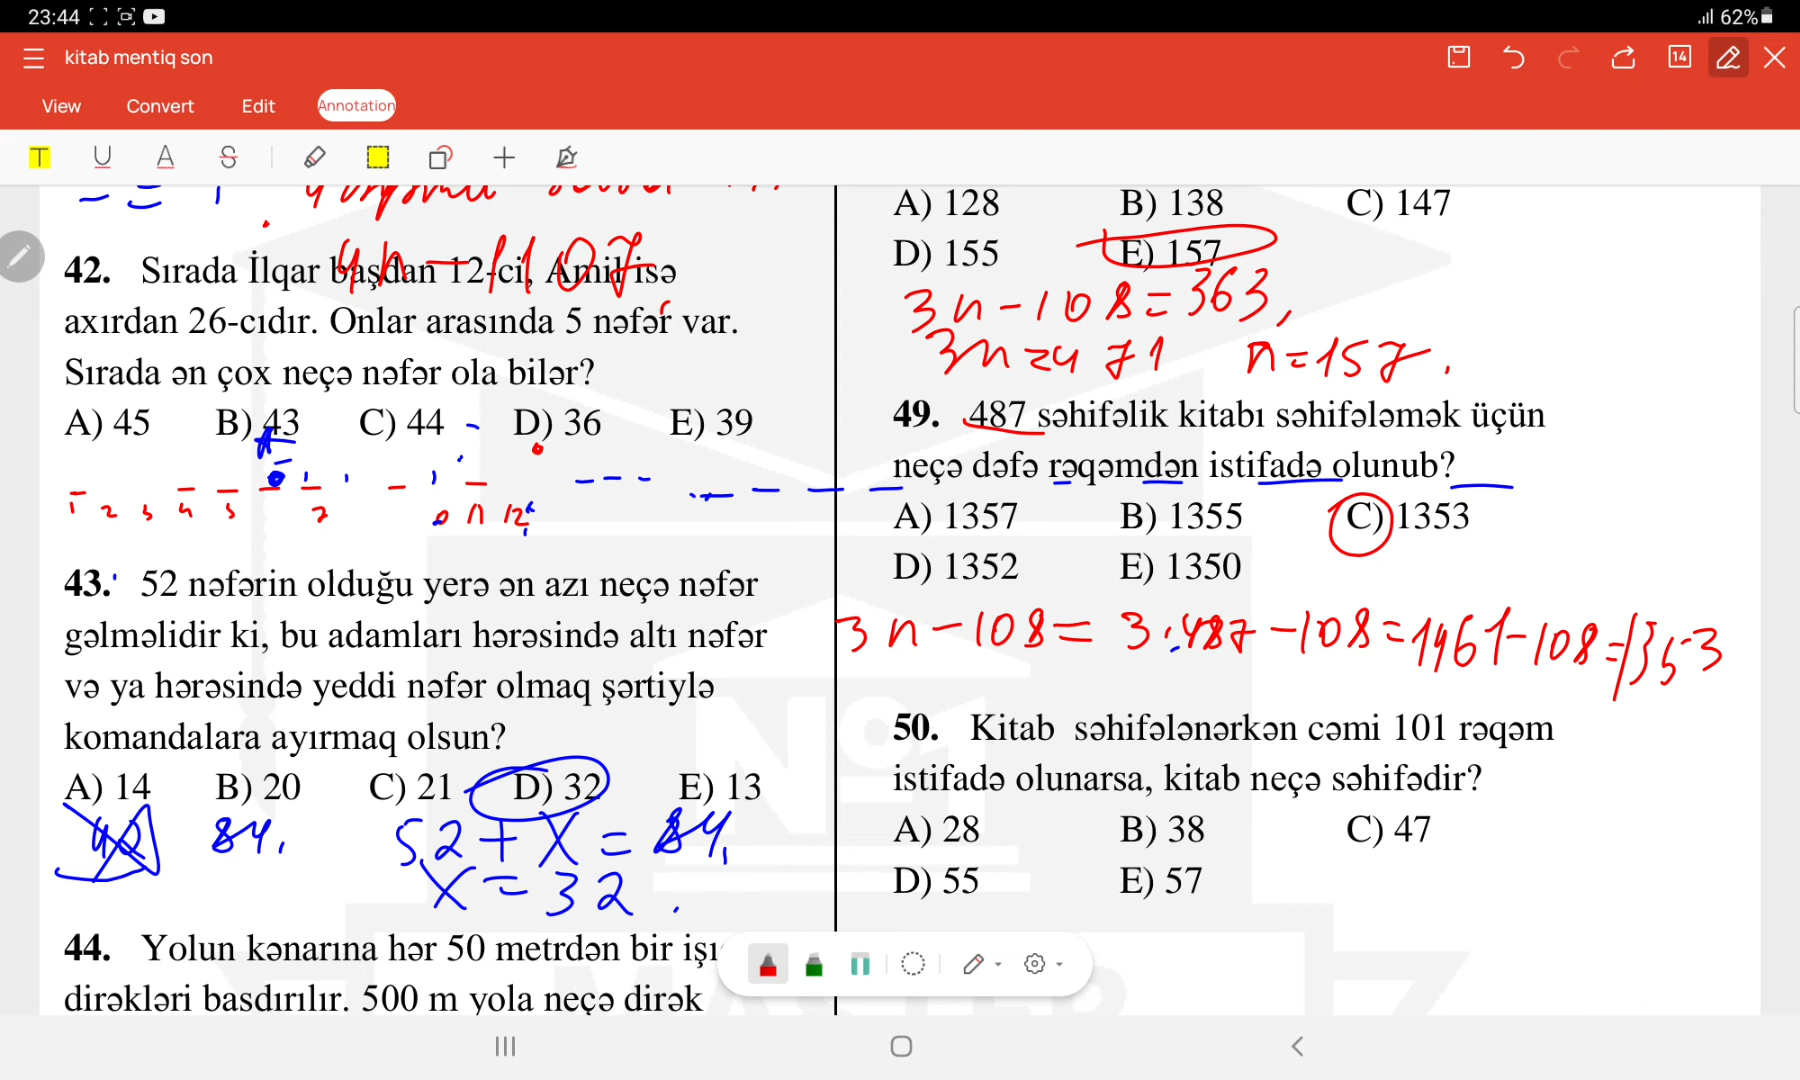 23:44
62%
kitab mentiq son
14
View Convert Edit Annotation
4n-1107
42. Sırada İlqar başdan 12-ci, Amil isə
axırdan 26-cıdır. Onlar arasında 5 nəfər var.
Sırada ən çox neçə nəfər ola bilər?
A) 45 B) 43 C) 44 D) 36 E) 39
43. 52 nəfərin olduğu yerə ən azı neçə nəfər
gəlməlidir ki, bu adamları hərəsində altı nəfər
və ya hərəsində yeddi nəfər olmaq şərtiylə
komandalara ayırmaq olsun?
A) 14 B) 20 C) 21 D) 32 E) 13
42 84. 52+x=84,
x=32.
44. Yolun kənarına hər 50 metrdən bir
dirəkləri basdırılır. 500 m yola neçə dirək
A) 128 B) 138 C) 147
D) 155 E) 157
3n-108=363,
3n=471 n=157.
49. 487 səhifəlik kitabı səhifələmək üçün
neçə dəfə rəqəmdən istifadə olunub?
A) 1357 B) 1355 C) 1353
D) 1352 E) 1350
3n-108=3·487-108=1461-108=1353
50. Kitab səhifələnərkən cəmi 101 rəqəm
istifadə olunarsa, kitab neçə səhifədir?
A) 28 B) 38 C) 47
D) 55 E) 57